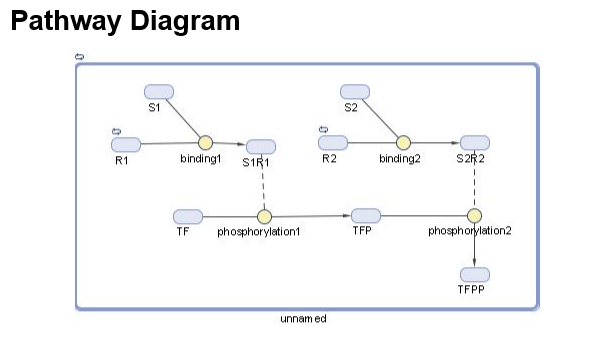 Pathway Diagram
S1
S2
R1
binding1
S1R1
R2
binding2
S2R2
TF
phosphorylation1
TFP
phosphorylation2
TFPP
unnamed